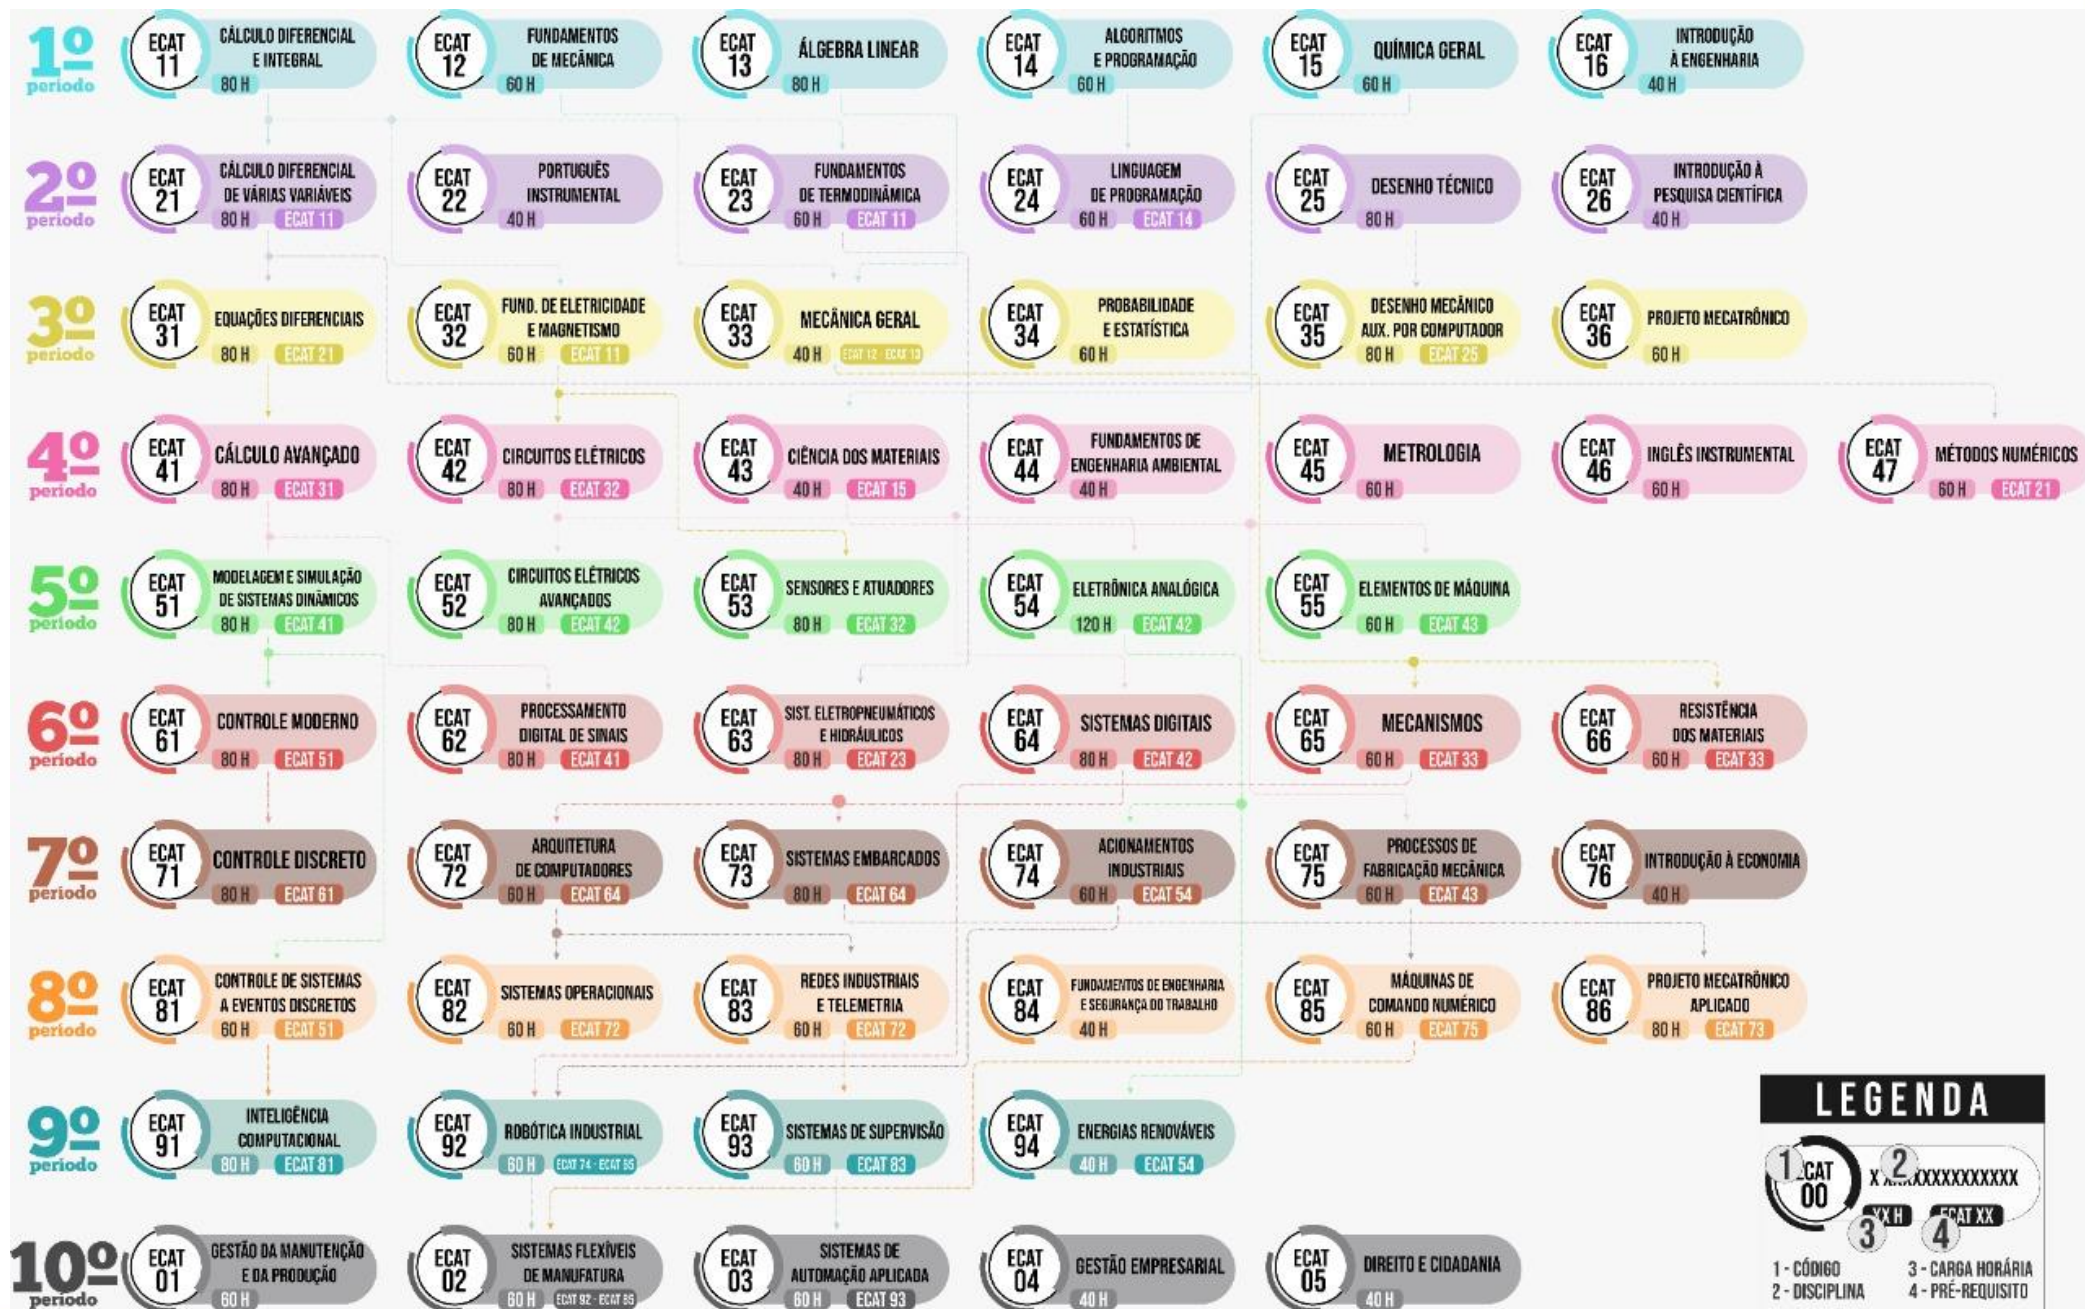 1º
período
ECAT
11
CÁLCULO DIFERENCIAL
E INTEGRAL
80 H
ECAT
12
FUNDAMENTOS
DE MECÂNICA
60 H
ECAT
13
ÁLGEBRA LINEAR
80 H
ECAT
14
ALGORITMOS
E PROGRAMAÇÃO
60 H
ECAT
15
QUÍMICA GERAL
60 H
ECAT
16
INTRODUÇÃO
À ENGENHARIA
40 H
2º
período
ECAT
21
CÁLCULO DIFERENCIAL
DE VÁRIAS VARIÁVEIS
80 H ECAT 11
ECAT
22
PORTUGUÊS
INSTRUMENTAL
40 H
ECAT
23
FUNDAMENTOS
DE TERMODINÂMICA
60 H ECAT 11
ECAT
24
LINGUAGEM
DE PROGRAMAÇÃO
60 H ECAT 14
ECAT
25
DESENHO TÉCNICO
80 H
ECAT
26
INTRODUÇÃO À
PESQUISA CIENTÍFICA
40 H
3º
período
ECAT
31
EQUAÇÕES DIFERENCIAIS
80 H ECAT 21
ECAT
32
FUND. DE ELETRICIDADE
E MAGNETISMO
60 H ECAT 11
ECAT
33
MECÂNICA GERAL
40 H ECAT 12 - ECAT 13
ECAT
34
PROBABILIDADE
E ESTATÍSTICA
60 H
ECAT
35
DESENHO MECÂNICO
AUX. POR COMPUTADOR
80 H ECAT 25
ECAT
36
PROJETO MECATRÔNICO
60 H
4º
período
ECAT
41
CÁLCULO AVANÇADO
80 H ECAT 31
ECAT
42
CIRCUITOS ELÉTRICOS
80 H ECAT 32
ECAT
43
CIÊNCIA DOS MATERIAIS
40 H ECAT 15
ECAT
44
FUNDAMENTOS DE
ENGENHARIA AMBIENTAL
40 H
ECAT
45
METROLOGIA
60 H
ECAT
46
INGLÊS INSTRUMENTAL
60 H
ECAT
47
MÉTODOS NUMÉRICOS
60 H ECAT 21
5º
período
ECAT
51
MODELAGEM E SIMULAÇÃO
DE SISTEMAS DINÂMICOS
80 H ECAT 41
ECAT
52
CIRCUITOS ELÉTRICOS
AVANÇADOS
80 H ECAT 42
ECAT
53
SENSORES E ATUADORES
80 H ECAT 32
ECAT
54
ELETRÔNICA ANALÓGICA
120 H ECAT 42
ECAT
55
ELEMENTOS DE MÁQUINA
60 H ECAT 43
6º
período
ECAT
61
CONTROLE MODERNO
80 H ECAT 51
ECAT
62
PROCESSAMENTO
DIGITAL DE SINAIS
80 H ECAT 41
ECAT
63
SIST. ELETROPNEUMÁTICOS
E HIDRÁULICOS
80 H ECAT 23
ECAT
64
SISTEMAS DIGITAIS
80 H ECAT 42
ECAT
65
MECANISMOS
60 H ECAT 33
ECAT
66
RESISTÊNCIA
DOS MATERIAIS
60 H ECAT 33
7º
período
ECAT
71
CONTROLE DISCRETO
80 H ECAT 61
ECAT
72
ARQUITETURA
DE COMPUTADORES
60 H ECAT 64
ECAT
73
SISTEMAS EMBARCADOS
80 H ECAT 64
ECAT
74
ACIONAMENTOS
INDUSTRIAIS
60 H ECAT 54
ECAT
75
PROCESSOS DE
FABRICAÇÃO MECÂNICA
60 H ECAT 43
ECAT
76
INTRODUÇÃO À ECONOMIA
40 H
8º
período
ECAT
81
CONTROLE DE SISTEMAS
A EVENTOS DISCRETOS
60 H ECAT 51
ECAT
82
SISTEMAS OPERACIONAIS
60 H ECAT 72
ECAT
83
REDES INDUSTRIAIS
E TELEMETRIA
60 H ECAT 72
ECAT
84
FUNDAMENTOS DE ENGENHARIA
E SEGURANÇA DO TRABALHO
40 H
ECAT
85
MÁQUINAS DE
COMANDO NUMÉRICO
60 H ECAT 75
ECAT
86
PROJETO MECATRÔNICO
APLICADO
80 H ECAT 73
9º
período
ECAT
91
INTELIGÊNCIA
COMPUTACIONAL
80 H ECAT 81
ECAT
92
ROBÓTICA INDUSTRIAL
60 H ECAT 74 - ECAT 65
ECAT
93
SISTEMAS DE SUPERVISÃO
60 H ECAT 83
ECAT
94
ENERGIAS RENOVÁVEIS
40 H ECAT 54
10º
período
ECAT
01
GESTÃO DA MANUTENÇÃO
E DA PRODUÇÃO
60 H
ECAT
02
SISTEMAS FLEXÍVEIS
DE MANUFATURA
60 H ECAT 92 - ECAT 85
ECAT
03
SISTEMAS DE
AUTOMAÇÃO APLICADA
60 H ECAT 93
ECAT
04
GESTÃO EMPRESARIAL
40 H
ECAT
05
DIREITO E CIDADANIA
40 H
LEGENDA
1 2
ECAT
00
XX H ECAT XX
3 4
1 - CÓDIGO
2 - DISCIPLINA
3 - CARGA HORÁRIA
4 - PRÉ-REQUISITO